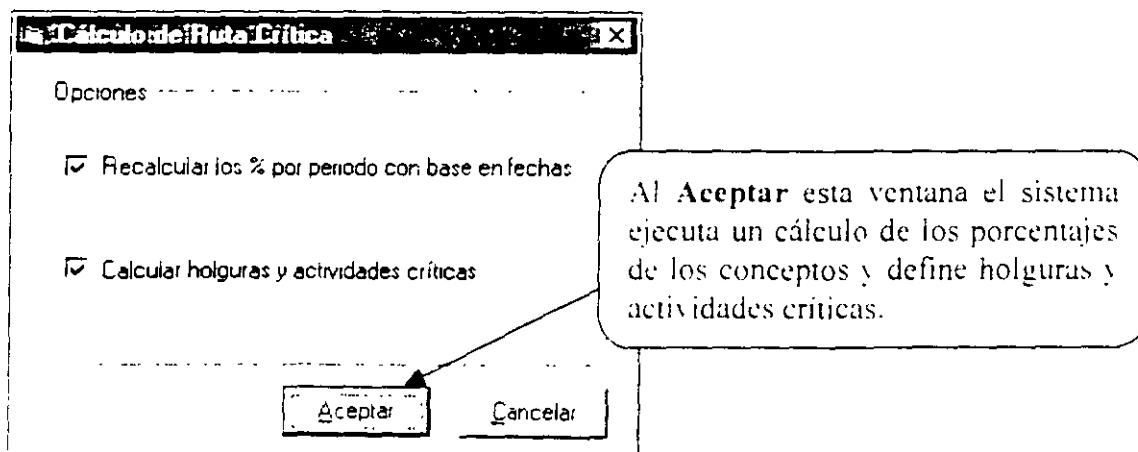 Cálculo de Ruta Crítica
Opciones
Recalcular los % por periodo con base en fechas
Calcular holguras y actividades críticas
Aceptar
Cancelar
Al Aceptar esta ventana el sistema
ejecuta un cálculo de los porcentajes
de los conceptos y define holguras y
actividades críticas.